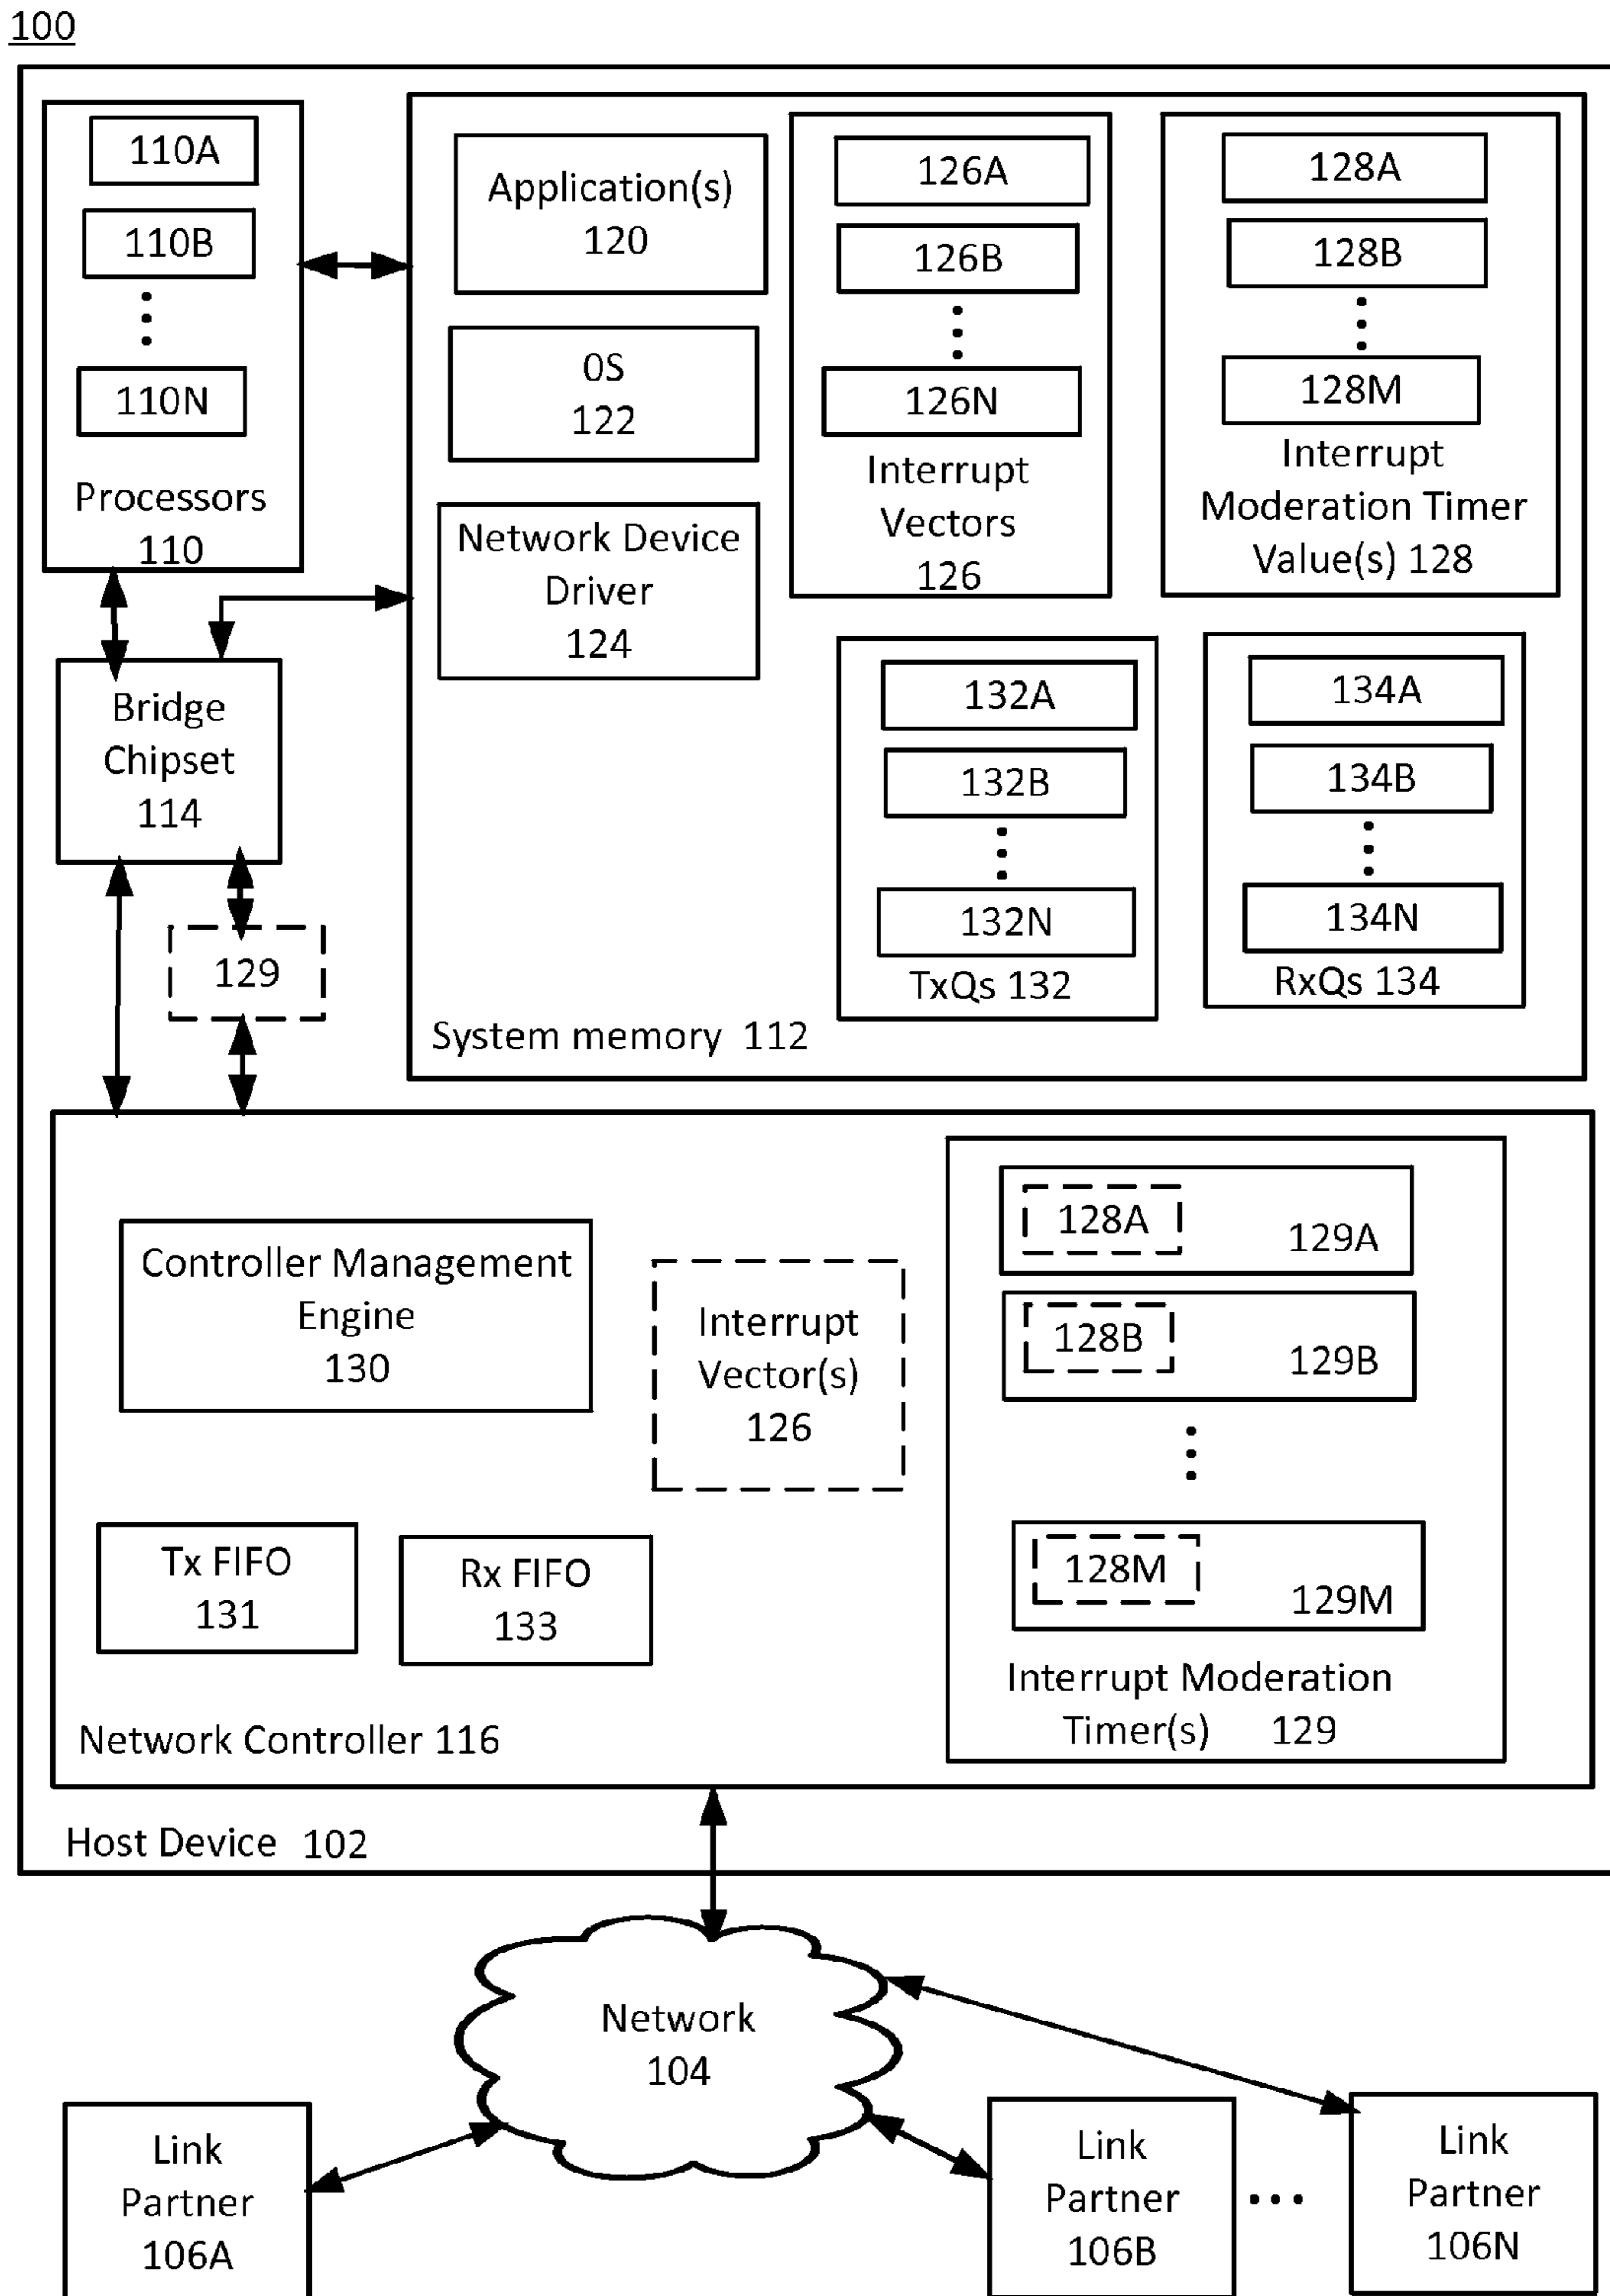 100
110A
110B
110N
Processors
110
Application(s)
120
0S
122
Network Device
Driver
124
126A
126B
126N
Interrupt
Vectors
126
128A
128B
128M
Interrupt
Moderation Timer
Value(s) 128
Bridge
Chipset
114
129
132A
132B
132N
TxQs 132
134A
134B
134N
RxQs 134
System memory 112
Controller Management
Engine
130
Interrupt
Vector(s)
126
128A
129A
128B
129B
128M
129M
Interrupt Moderation
Timer(s) 129
Tx FIFO
131
Rx FIFO
133
Network Controller 116
Host Device 102
Network
104
Link
Partner
106A
Link
Partner
106B
Link
Partner
106N